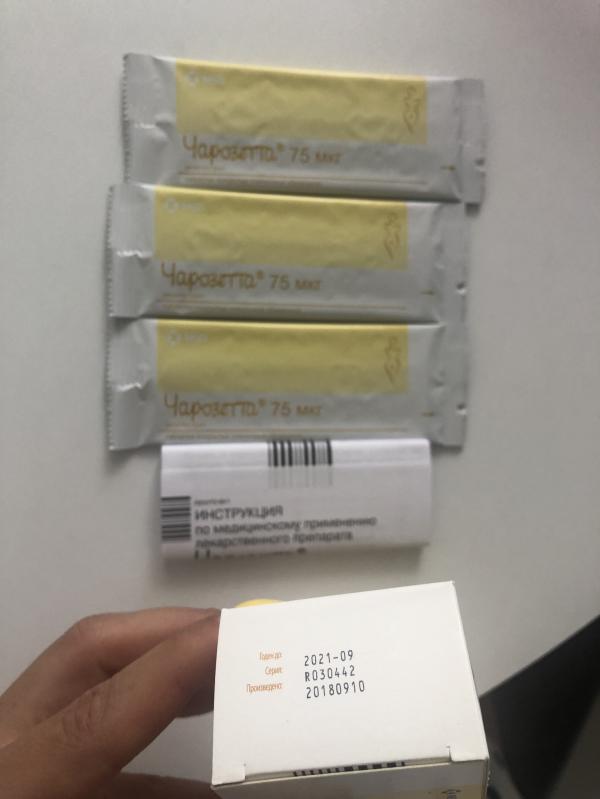 MSD
Чарозетта® 75 мкг
Чарозетта® 75 мкг
Чарозетта® 75 мкг
ИНСТРУКЦИЯ
по медицинскому применению
лекарственного препарата
Годен до: 2021-09
Серия: R030442
Произведено: 20180910